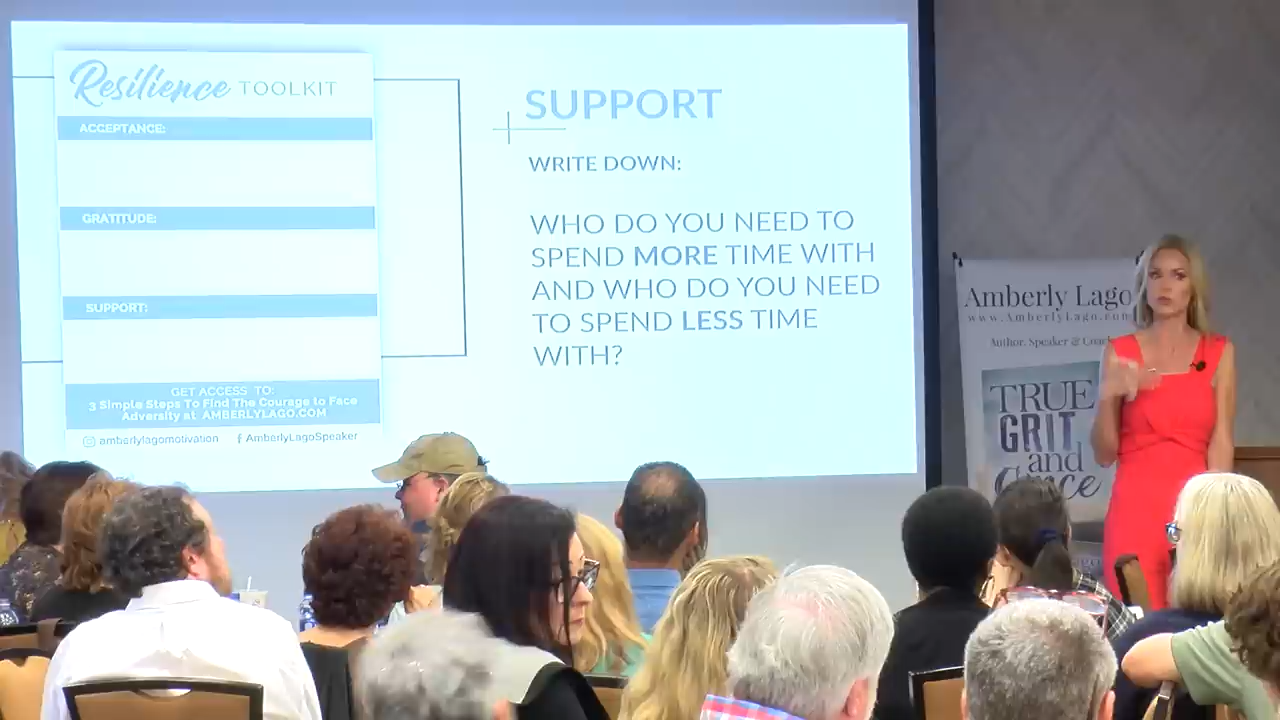 Resilience TOOLKIT
ACCEPTANCE:
GRATITUDE:
SUPPORT:
GET ACCESS TO:
3 Simple Steps To Find The Courage to Face
Adversity at AMBERLYLAGO.COM
amberlylagomotivation AmberlyLagoSpeaker
SUPPORT
WRITE DOWN:
WHO DO YOU NEED TO
SPEND MORE TIME WITH
AND WHO DO YOU NEED
TO SPEND LESS TIME
WITH?
Amberly Lago
www.AmberlyLago.com
Author, Speaker & Coach
TRUE
GRIT
and
Grace